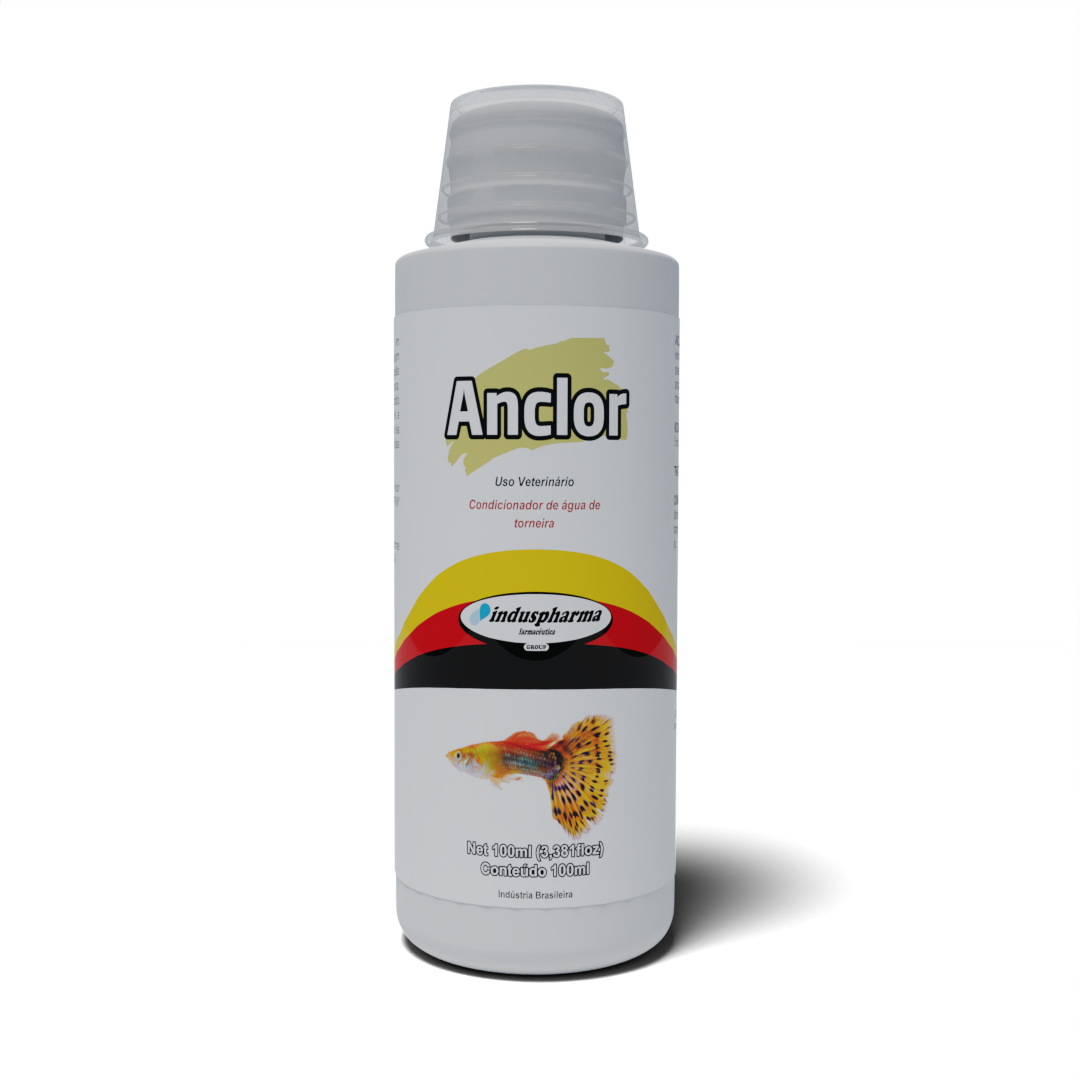 Anclor
Uso Veterinário
Condicionador de água de
torneira
induspharma
farmacêutica
GROUP
Net 100ml (3,381floz)
Conteúdo 100ml
Indústria Brasileira